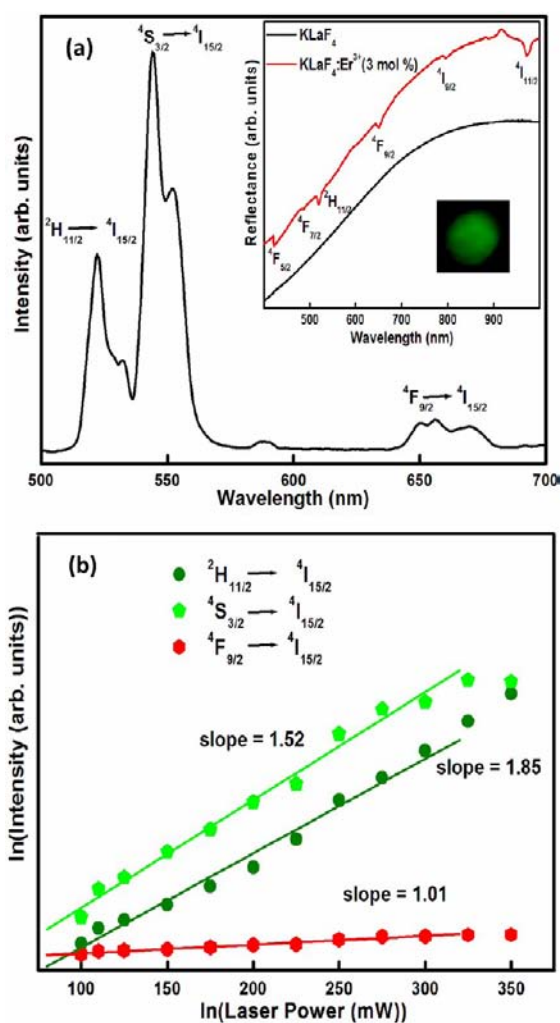 (a)
⁴S₃/₂ → ⁴I₁₅/₂
²H₁₁/₂ → ⁴I₁₅/₂
⁴F₉/₂ → ⁴I₁₅/₂
Intensity (arb. units)
500 550 600 650 700
Wavelength (nm)
KLaF₄
KLaF₄:Er³⁺(3 mol %)
⁴I₉/₂
⁴I₁₁/₂
⁴F₉/₂
²H₁₁/₂
⁴F₇/₂
⁴F₅/₂
Reflectance (arb. units)
500 600 700 800 900
Wavelength (nm)
(b)
²H₁₁/₂ → ⁴I₁₅/₂
⁴S₃/₂ → ⁴I₁₅/₂
⁴F₉/₂ → ⁴I₁₅/₂
slope = 1.52
slope = 1.85
slope = 1.01
ln(Intensity (arb. units))
100 150 200 250 300 350
ln(Laser Power (mW))